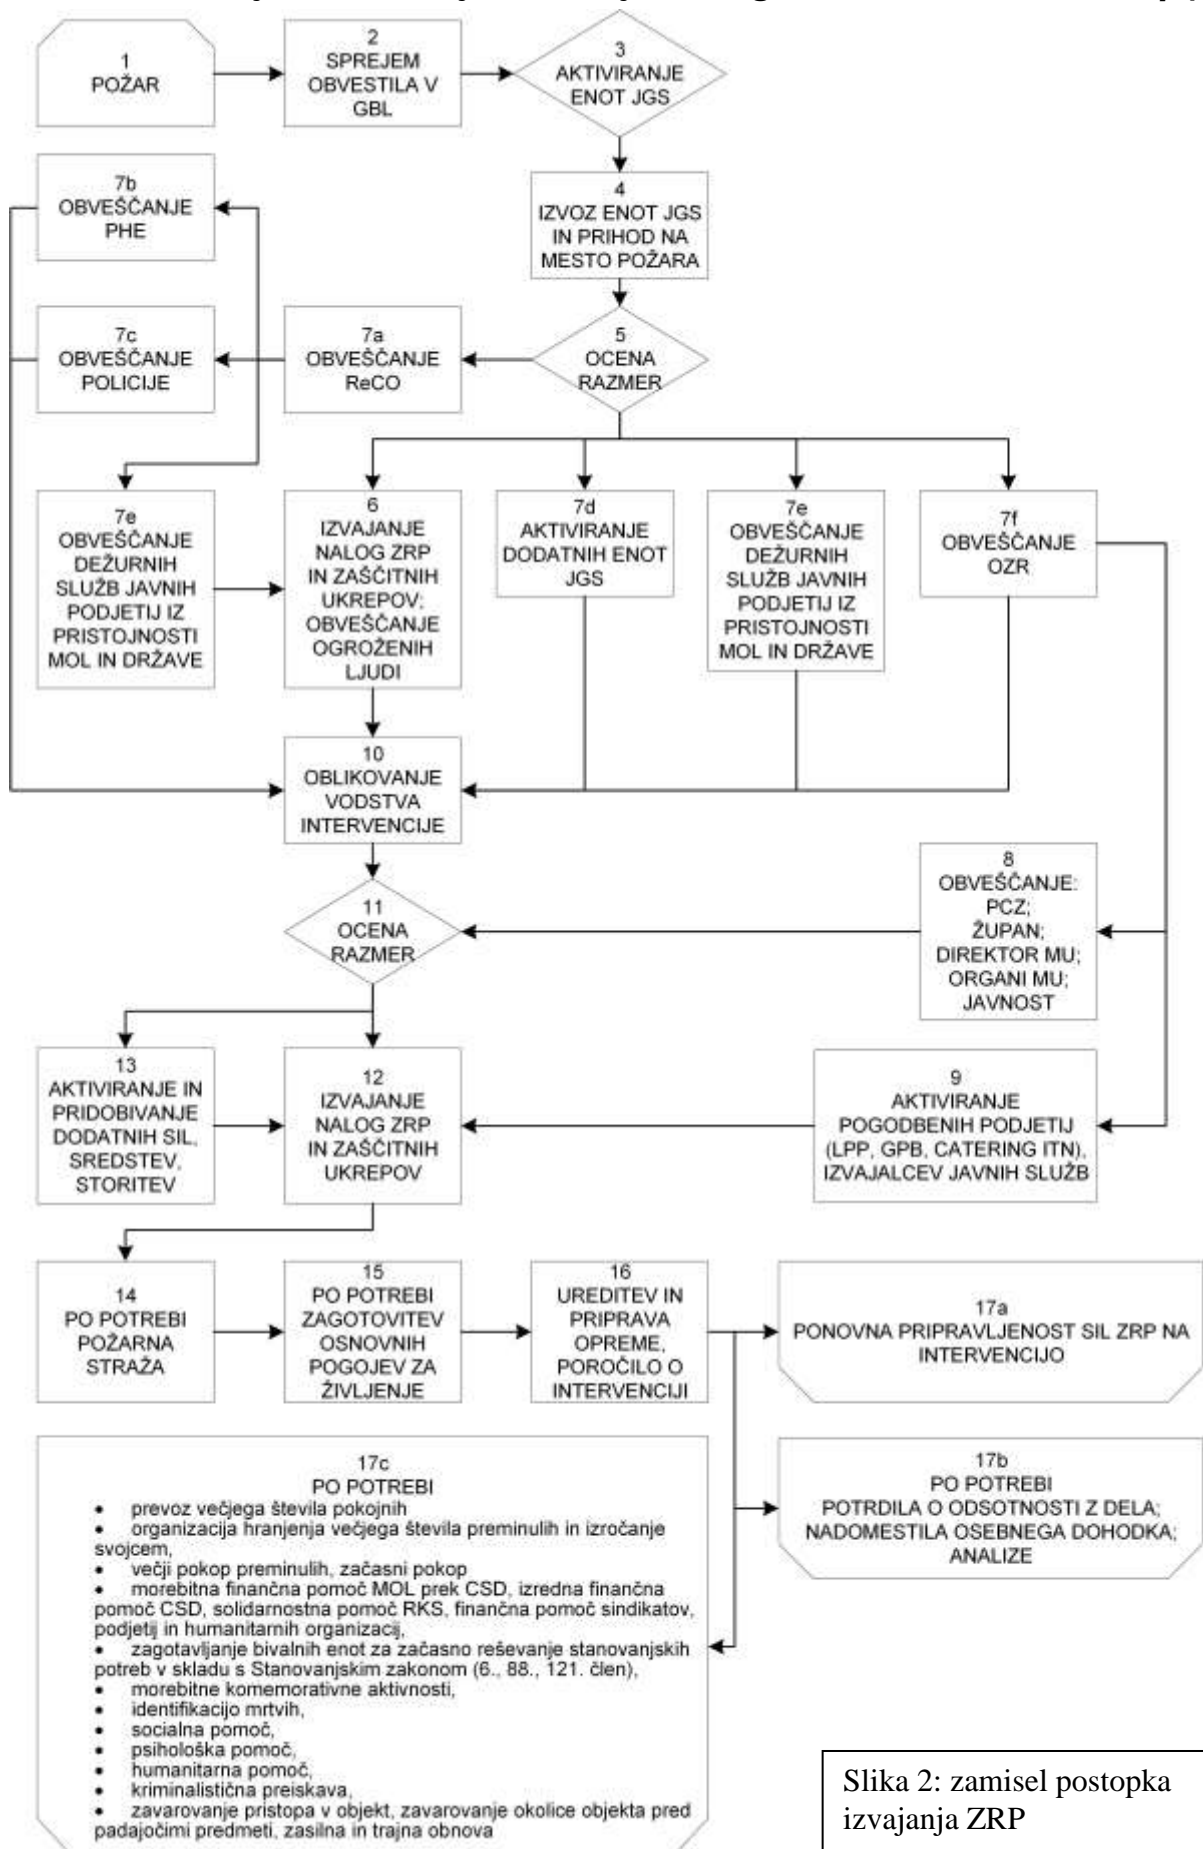 1
POŽAR
2
SPREJEM
OBVESTILA V
GBL
3
AKTIVIRANJE
ENOT JGS
7b
OBVEŠČANJE
PHE
4
IZVOZ ENOT JGS
IN PRIHOD NA
MESTO POŽARA
7c
OBVEŠČANJE
POLICIJE
7a
OBVEŠČANJE
ReCO
5
OCENA
RAZMER
7e
OBVEŠČANJE
DEŽURNIH
SLUŽB JAVNIH
PODJETIJ IZ
PRISTOJNOSTI
MOL IN DRŽAVE
6
IZVAJANJE
NALOG ZRP
IN ZAŠČITNIH
UKREPOV;
OBVEŠČANJE
OGROŽENIH
LJUDI
7d
AKTIVIRANJE
DODATNIH ENOT
JGS
7e
OBVEŠČANJE
DEŽURNIH
SLUŽB JAVNIH
PODJETIJ IZ
PRISTOJNOSTI
MOL IN DRŽAVE
7f
OBVEŠČANJE
OZR
10
OBLIKOVANJE
VODSTVA
INTERVENCIJE
8
OBVEŠČANJE:
PCZ;
ŽUPAN;
DIREKTOR MU;
ORGANI MU;
JAVNOST
11
OCENA
RAZMER
13
AKTIVIRANJE IN
PRIDOBIVANJE
DODATNIH SIL,
SREDSTEV,
STORITEV
12
IZVAJANJE
NALOG ZRP
IN ZAŠČITNIH
UKREPOV
9
AKTIVIRANJE
POGODBENIH PODJETIJ
(LPP, GPB, CATERING ITN),
IZVAJALCEV JAVNIH SLUŽB
14
PO POTREBI
POŽARNA
STRAŽA
15
PO POTREBI
ZAGOTOVITEV
OSNOVNIH
POGOJEV ZA
ŽIVLJENJE
16
UREDITEV IN
PRIPRAVA
OPREME,
POROČILO O
INTERVENCIJI
17a
PONOVNA PRIPRAVLJENOST SIL ZRP NA
INTERVENCIJO
17b
PO POTREBI
POTRDILA O ODSOTNOSTI Z DELA;
NADOMESTILA OSEBNEGA DOHODKA;
ANALIZE
17c
PO POTREBI
• prevoz večjega števila pokojnih
• organizacija hranjenja večjega števila preminulih in izročanje
svojcem,
• večji pokop preminulih, začasni pokop
• morebitna finančna pomoč MOL prek CSD, izredna finančna
pomoč CSD, solidarnostna pomoč RKS, finančna pomoč sindikatov,
podjetij in humanitarnih organizacij,
• zagotavljanje bivalnih enot za začasno reševanje stanovanjskih
potreb v skladu s Stanovanjskim zakonom (6., 88., 121. člen),
• morebitne komemorativne aktivnosti,
• identifikacijo mrtvih,
• socialna pomoč,
• psihološka pomoč,
• humanitarna pomoč,
• kriminalistična preiskava,
• zavarovanje pristopa v objekt, zavarovanje okolice objekta pred
padajočimi predmeti, zasilna in trajna obnova
Slika 2: zamisel postopka
izvajanja ZRP